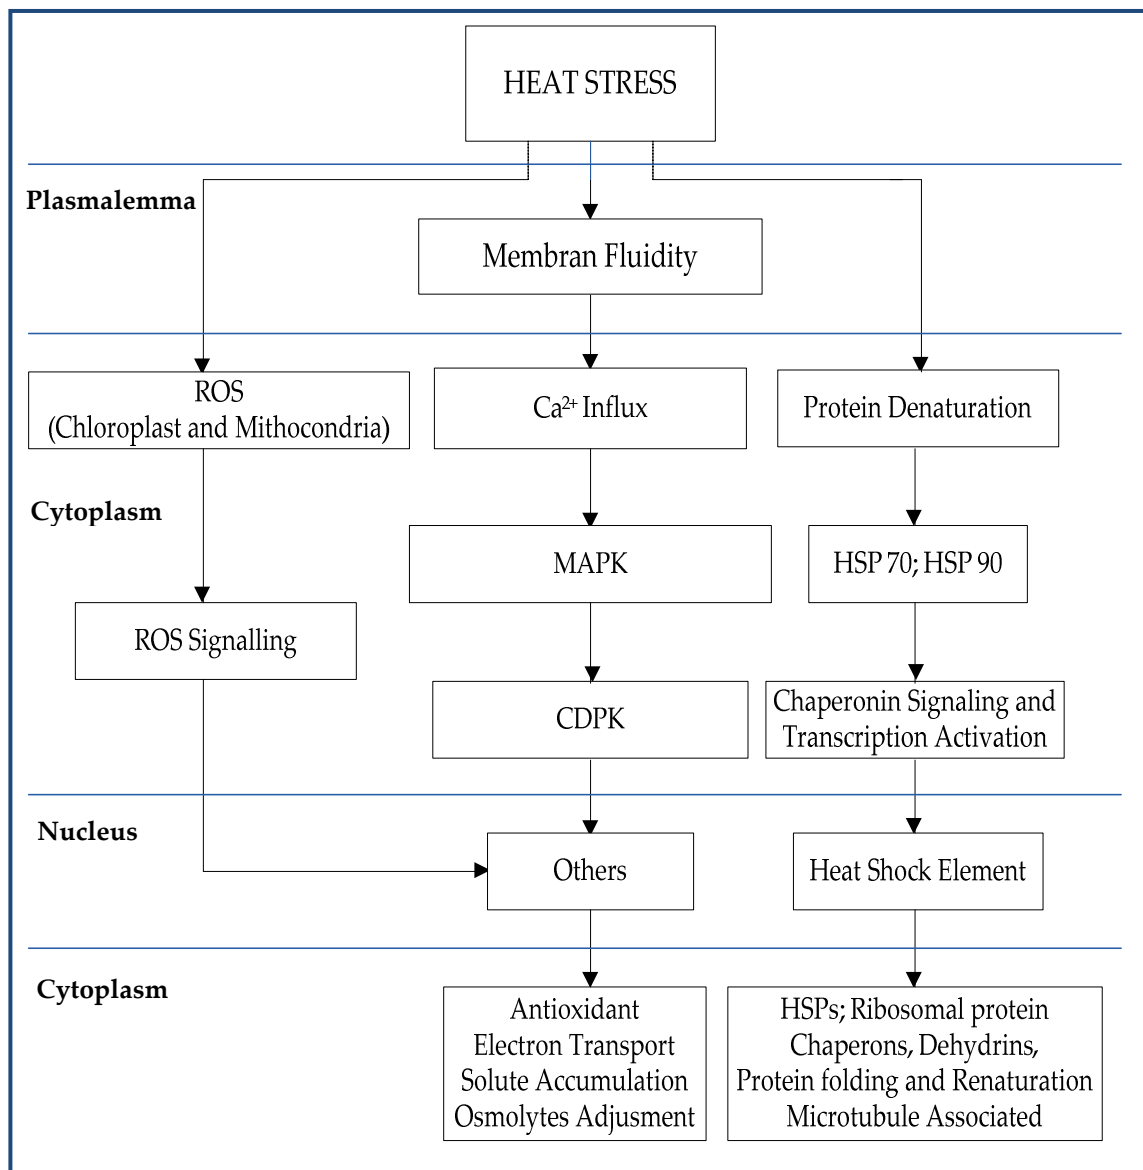 HEAT STRESS
Plasmalemma
Membran Fluidity
ROS
(Chloroplast and Mithocondria)
Ca²⁺ Influx
Protein Denaturation
Cytoplasm
MAPK
HSP 70; HSP 90
ROS Signalling
CDPK
Chaperonin Signaling and
Transcription Activation
Nucleus
Others
Heat Shock Element
Cytoplasm
Antioxidant
Electron Transport
Solute Accumulation
Osmolytes Adjusment
HSPs; Ribosomal protein
Chaperons, Dehydrins,
Protein folding and Renaturation
Microtubule Associated